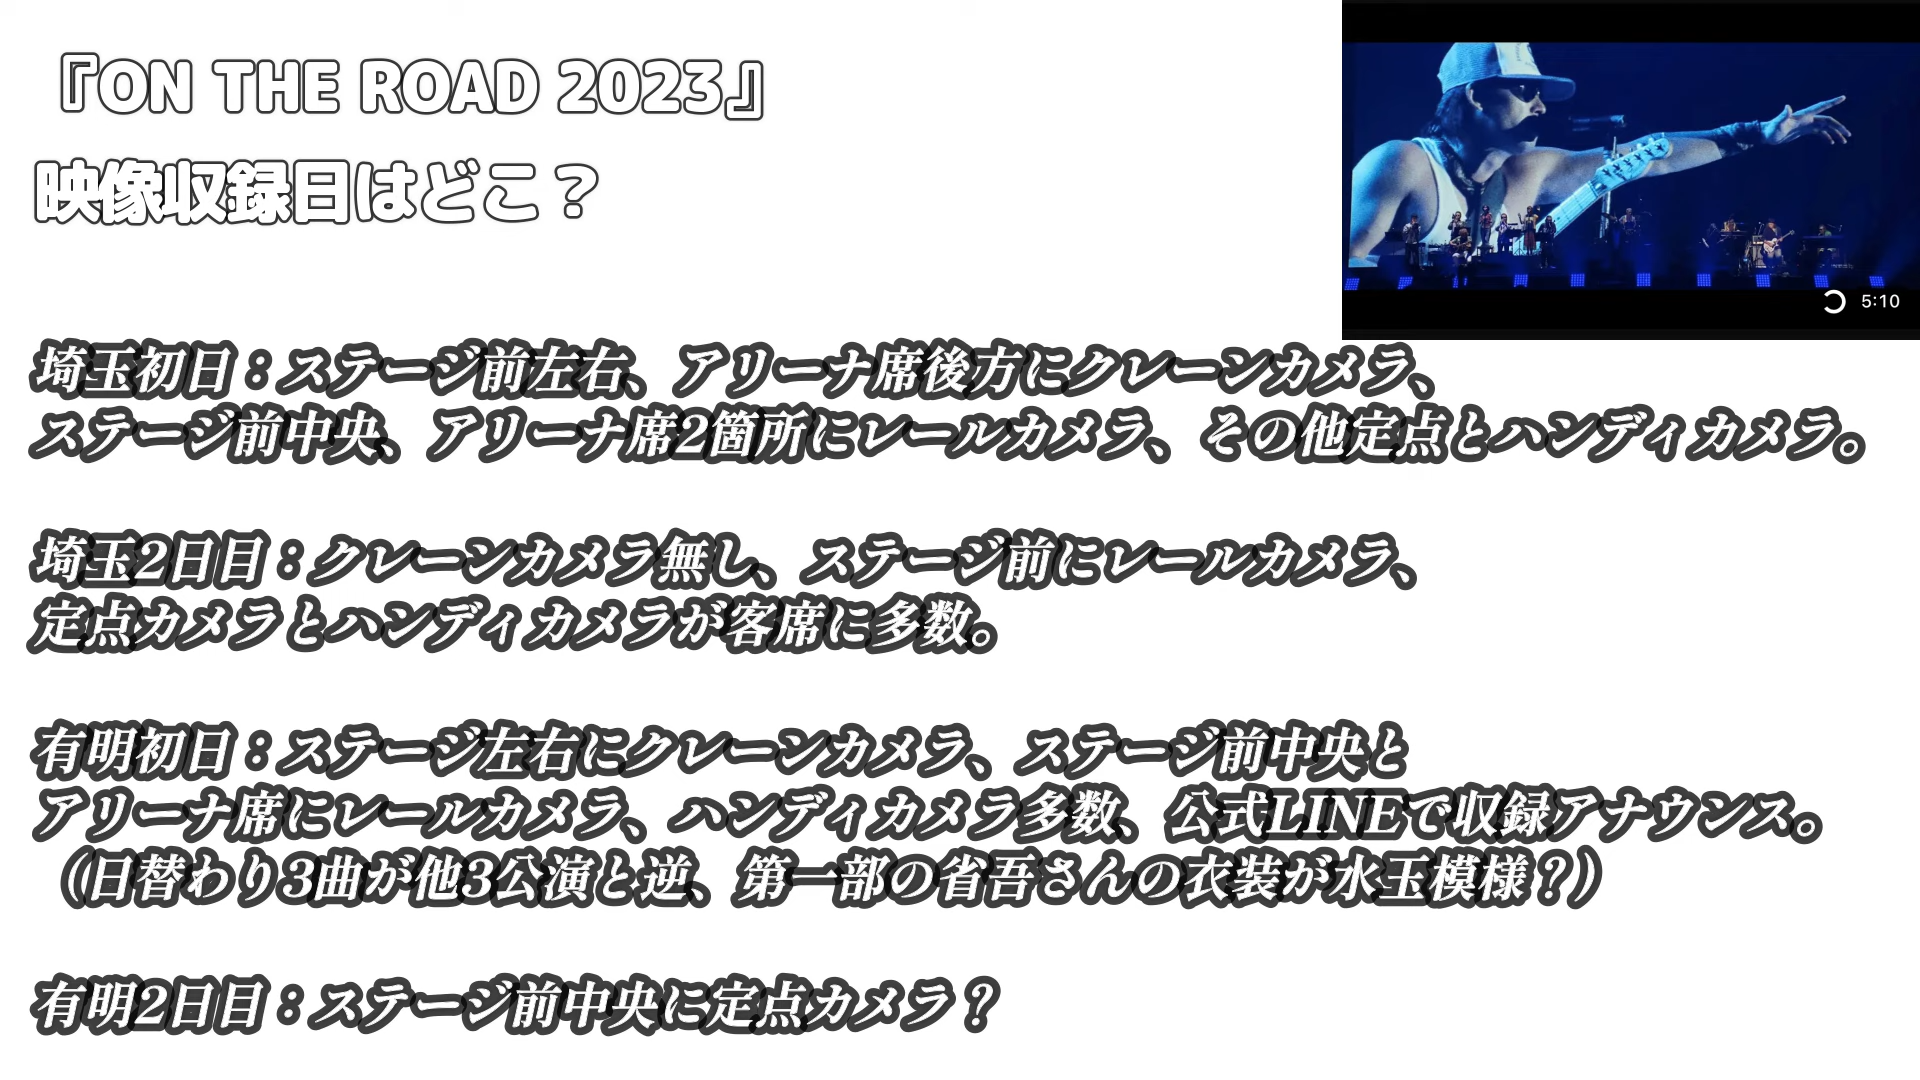 『ON THE ROAD 2023』
映像収録日はどこ？
5:10
埼玉初日：ステージ前左右、アリーナ席後方にクレーンカメラ、
ステージ前中央、アリーナ席2箇所にレールカメラ、その他定点とハンディカメラ。
埼玉2日目：クレーンカメラ無し、ステージ前にレールカメラ、
定点カメラとハンディカメラが客席に多数。
有明初日：ステージ左右にクレーンカメラ、ステージ前中央と
アリーナ席にレールカメラ、ハンディカメラ多数、公式LINEで収録アナウンス。
（日替わり3曲が他3公演と逆、第一部の省吾さんの衣装が水玉模様？）
有明2日目：ステージ前中央に定点カメラ？